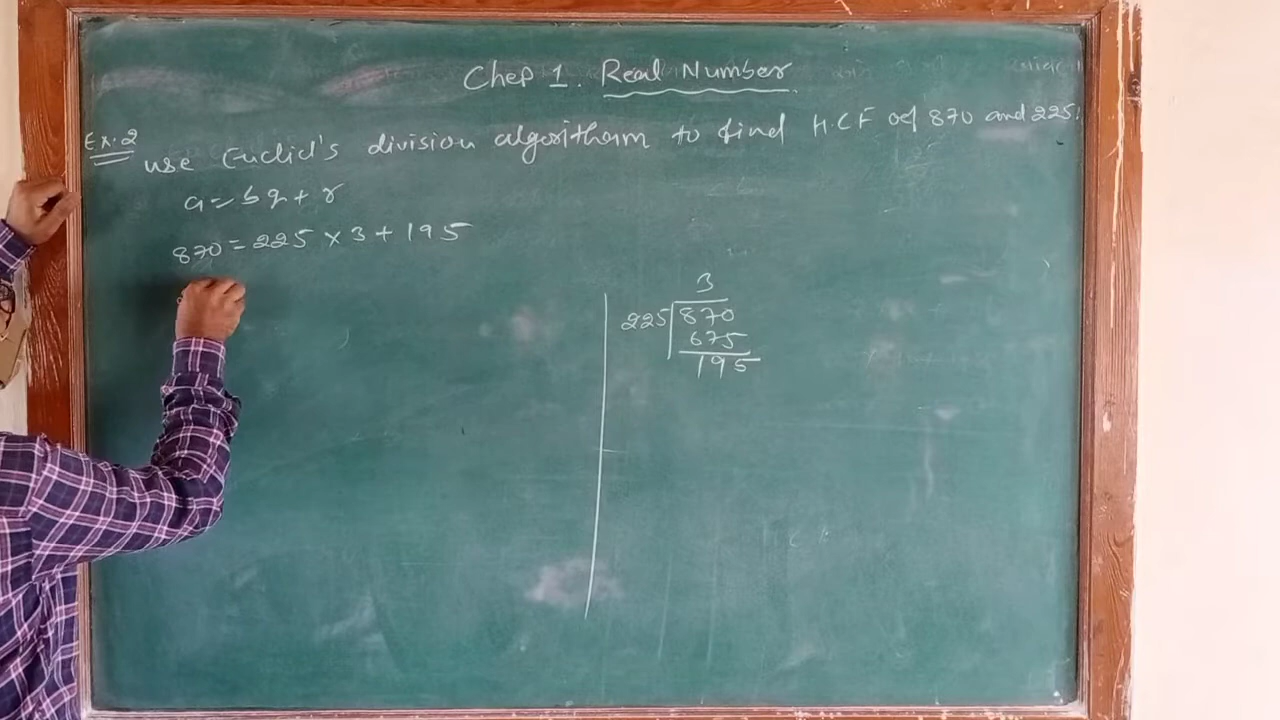 Chep 1. Real Number
Ex. 2
use Euclid's division algoritham to find H.C.F of 870 and 225.
a = bq + r
870 = 225 × 3 + 195
3
225 870
675
195